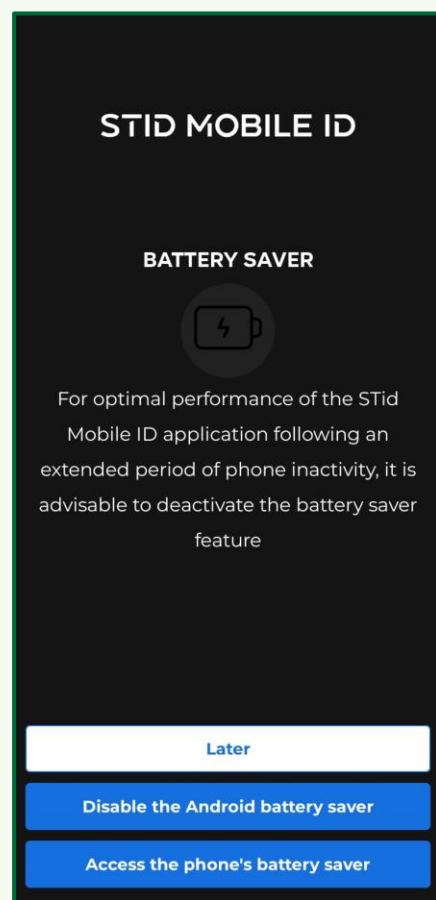 STID MOBILE ID
BATTERY SAVER
For optimal performance of the STid
Mobile ID application following an
extended period of phone inactivity, it is
advisable to deactivate the battery saver
feature
Later
Disable the Android battery saver
Access the phone's battery saver